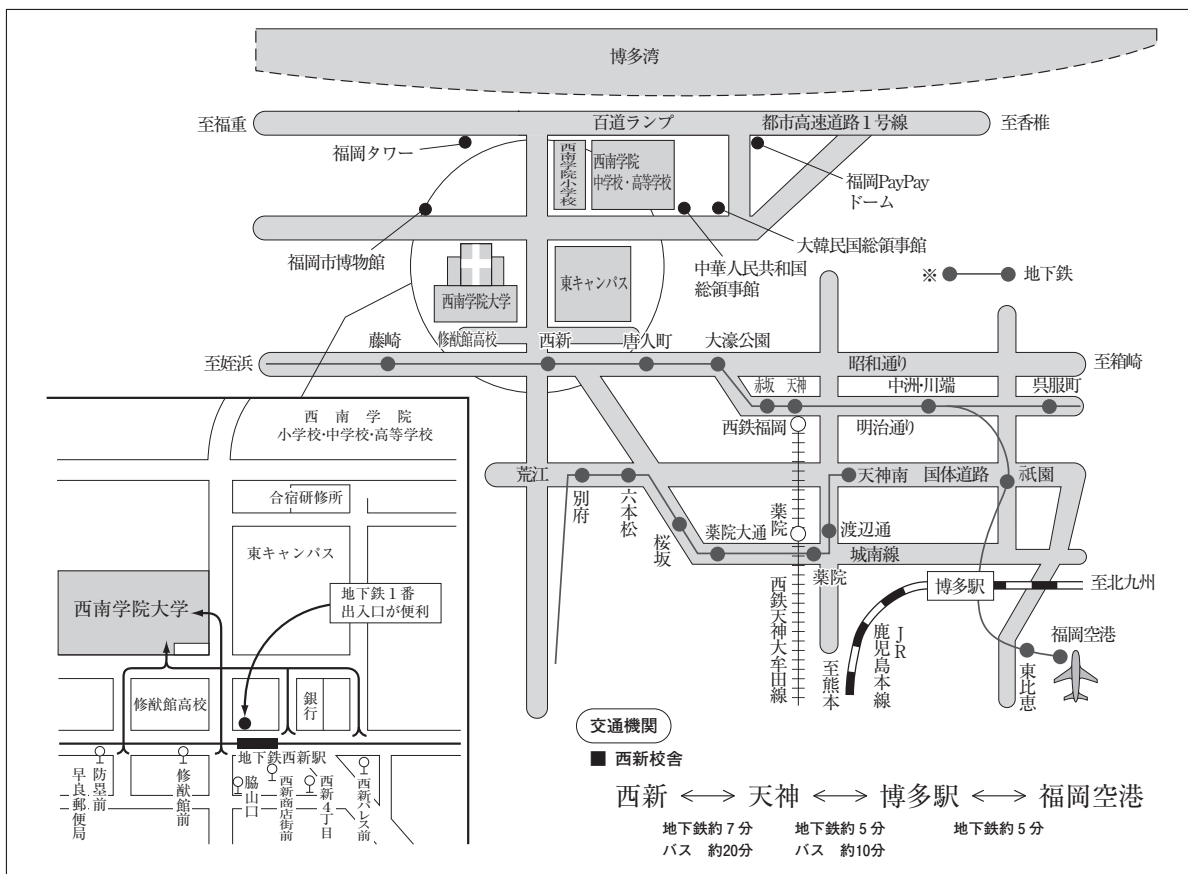 博多湾
至福重
百道ランプ
都市高速道路1号線
至香椎
福岡タワー
西南学院小学校
西南学院
中学校・高等学校
福岡PayPay
ドーム
福岡市博物館
大韓民国総領事館
中華人民共和国
総領事館
西南学院大学
東キャンパス
※
地下鉄
修猷館高校
藤崎
西新
唐人町
大濠公園
至姪浜
昭和通り
至箱崎
赤坂
天神
中洲・川端
呉服町
西鉄福岡
明治通り
荒江
別府
六本松
桜坂
薬院大通
薬院
天神南
国体道路
祇園
渡辺通
薬院
城南線
博多駅
至北九州
西鉄天神大牟田線
至熊本
JR
鹿児島本線
福岡空港
東比恵
西南学院
小学校・中学校・高等学校
合宿研修所
東キャンパス
西南学院大学
地下鉄1番
出入口が便利
修猷館高校
銀行
地下鉄西新駅
早良郵便局
防塁前
修猷館前
脇山口
西新商店街前
西新4丁目
西新パレス前
交通機関
■ 西新校舎
西新 ⟷ 天神 ⟷ 博多駅 ⟷ 福岡空港
地下鉄約7分 地下鉄約5分 地下鉄約5分
バス 約20分 バス 約10分